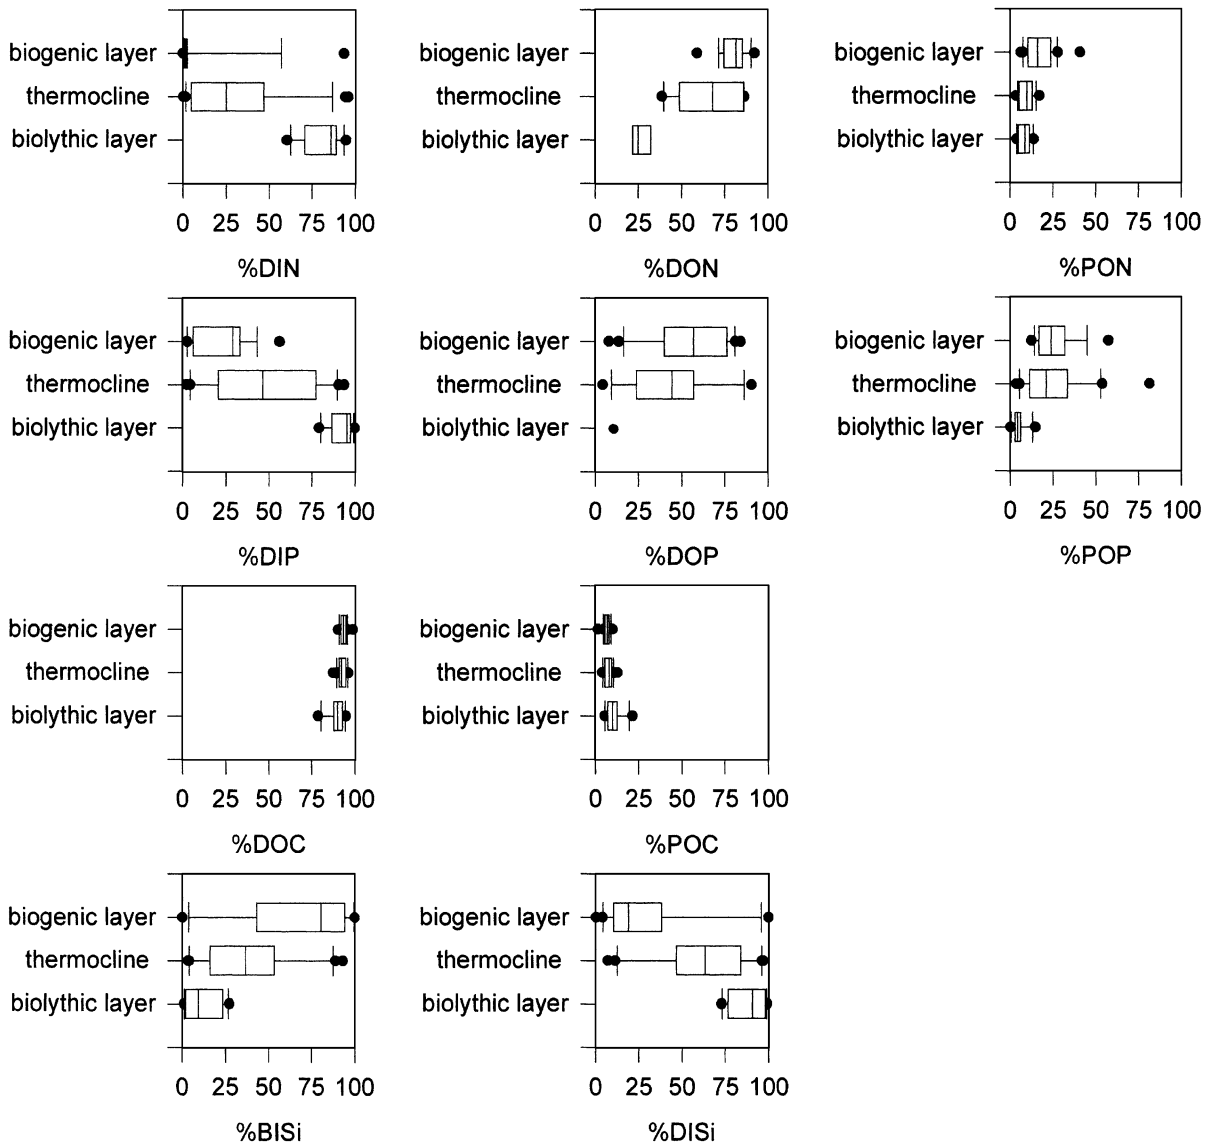 biogenic layer
thermocline
biolythic layer
0 25 50 75 100
%DIN
biogenic layer
thermocline
biolythic layer
0 25 50 75 100
%DON
biogenic layer
thermocline
biolythic layer
0 25 50 75 100
%PON
biogenic layer
thermocline
biolythic layer
0 25 50 75 100
%DIP
biogenic layer
thermocline
biolythic layer
0 25 50 75 100
%DOP
biogenic layer
thermocline
biolythic layer
0 25 50 75 100
%POP
biogenic layer
thermocline
biolythic layer
0 25 50 75 100
%DOC
biogenic layer
thermocline
biolythic layer
0 25 50 75 100
%POC
biogenic layer
thermocline
biolythic layer
0 25 50 75 100
%BISi
biogenic layer
thermocline
biolythic layer
0 25 50 75 100
%DISi